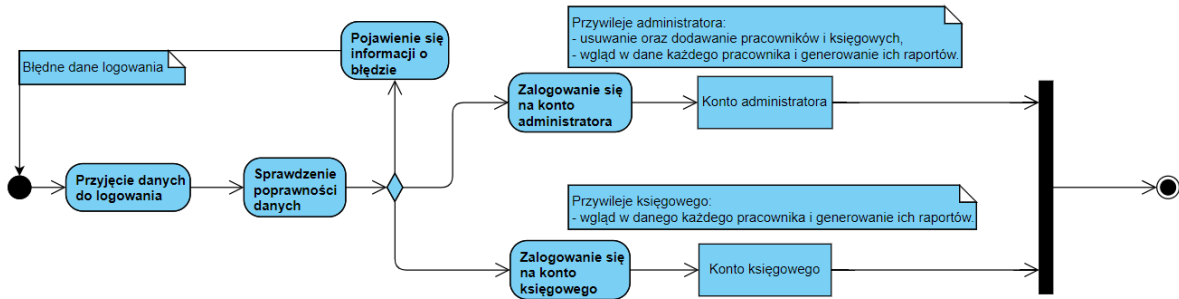 Pojawienie się
informacji o
błędzie
Błędne dane logowania
Przywileje administratora:
- usuwanie oraz dodawanie pracowników i księgowych,
- wgląd w dane każdego pracownika i generowanie ich raportów.
Zalogowanie się
na konto
administratora
Konto administratora
Przyjęcie danych
do logowania
Sprawdzenie
poprawności
danych
Przywileje księgowego:
- wgląd w danego każdego pracownika i generowanie ich raportów.
Zalogowanie się
na konto
księgowego
Konto księgowego